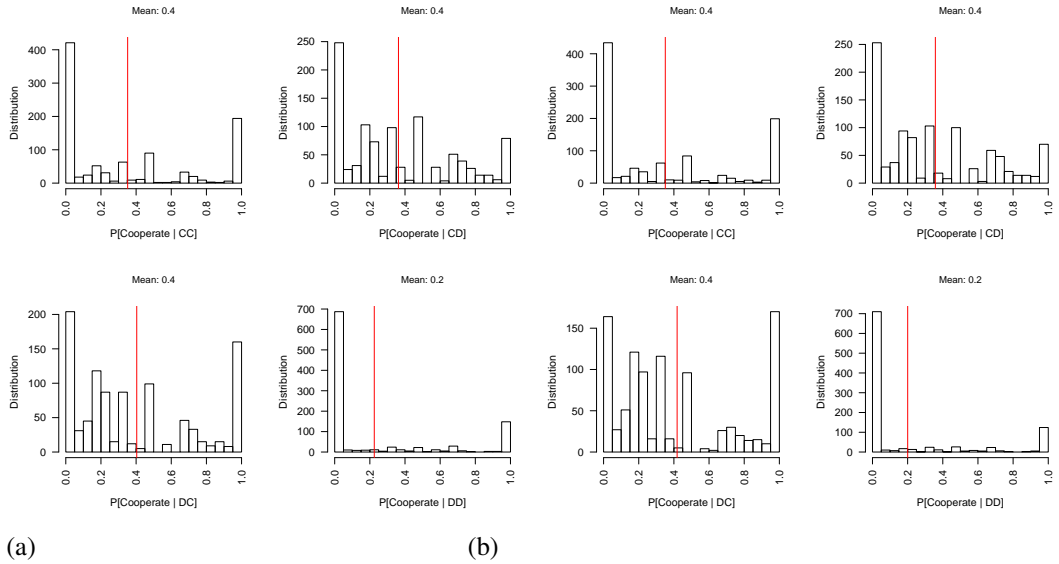 Mean: 0.4
Distribution
400
300
200
100
0
0.0 0.2 0.4 0.6 0.8 1.0
P[Cooperate | CC]
Mean: 0.4
Distribution
250
200
150
100
50
0
0.0 0.2 0.4 0.6 0.8 1.0
P[Cooperate | CD]
Mean: 0.4
Distribution
400
300
200
100
0
0.0 0.2 0.4 0.6 0.8 1.0
P[Cooperate | CC]
Mean: 0.4
Distribution
250
200
150
100
50
0
0.0 0.2 0.4 0.6 0.8 1.0
P[Cooperate | CD]
Mean: 0.4
Distribution
200
150
100
50
0
0.0 0.2 0.4 0.6 0.8 1.0
P[Cooperate | DC]
Mean: 0.2
Distribution
700
600
500
400
300
200
100
0
0.0 0.2 0.4 0.6 0.8 1.0
P[Cooperate | DD]
Mean: 0.4
Distribution
150
100
50
0
0.0 0.2 0.4 0.6 0.8 1.0
P[Cooperate | DC]
Mean: 0.2
Distribution
700
600
500
400
300
200
100
0
0.0 0.2 0.4 0.6 0.8 1.0
P[Cooperate | DD]
(a)
(b)